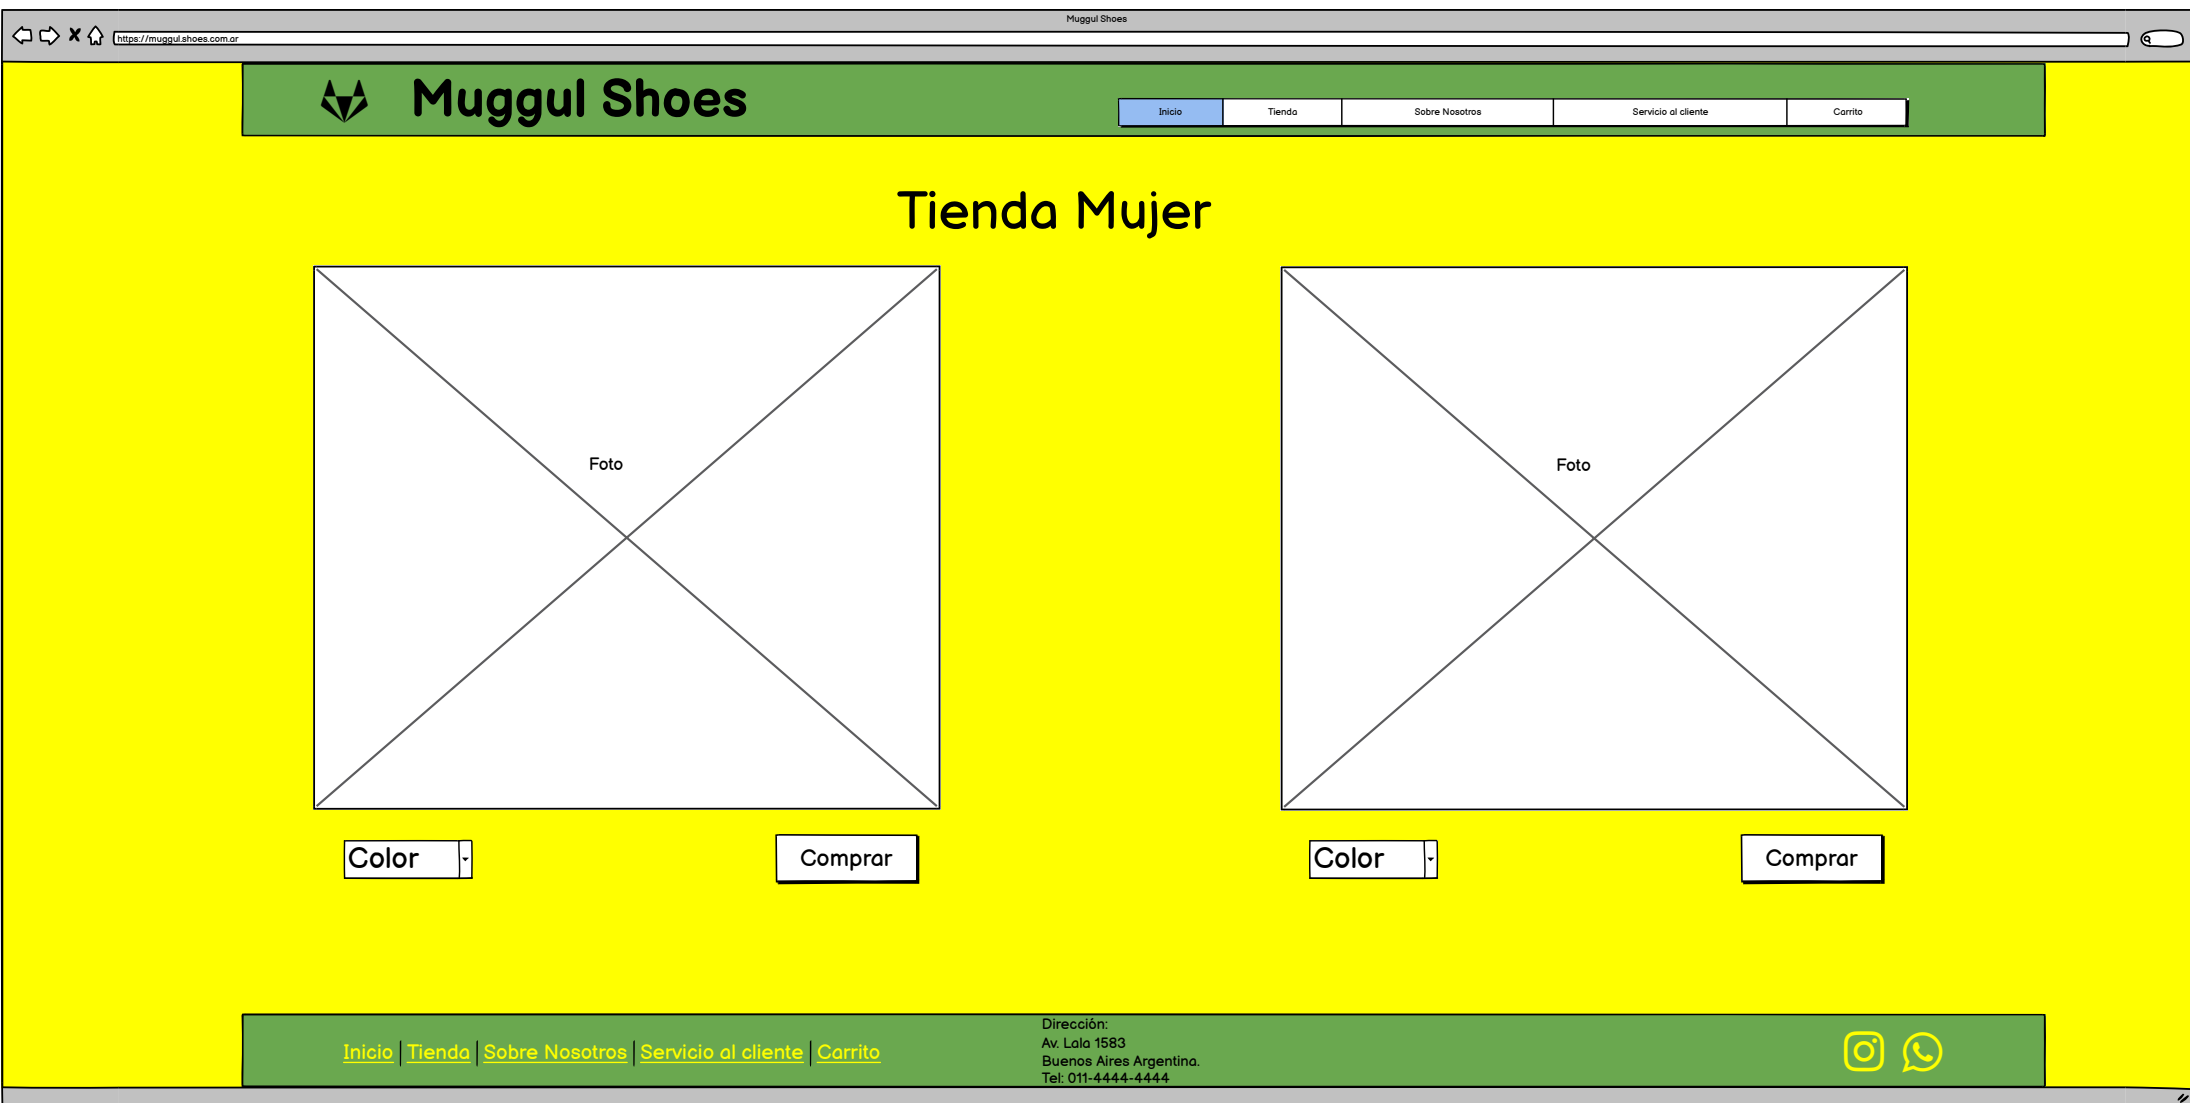 Muggul Shoes
https://muggul.shoes.com.ar
Muggul Shoes
Inicio
Tienda
Sobre Nosotros
Servicio al cliente
Carrito
Tienda Mujer
Foto
Foto
Color
Comprar
Color
Comprar
Inicio | Tienda | Sobre Nosotros | Servicio al cliente | Carrito
Dirección:
Av. Lala 1583
Buenos Aires Argentina.
Tel: 011-4444-4444